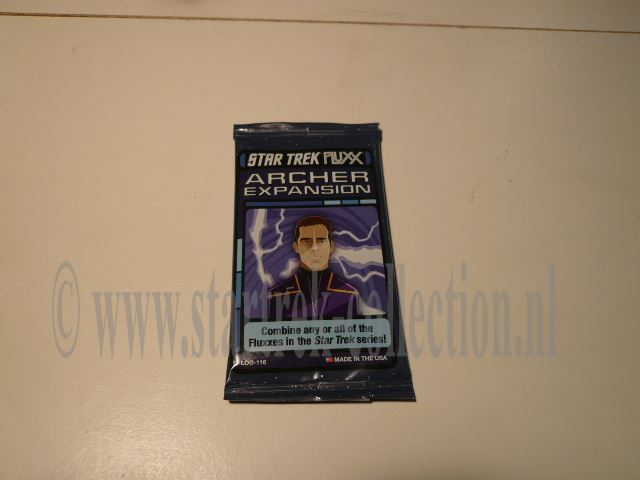 STAR TREK FLUXX
ARCHER
EXPANSION
© www.startrek-collection.nl
Combine any or all of the
Fluxxes in the Star Trek series!
LOO-116
MADE IN THE USA